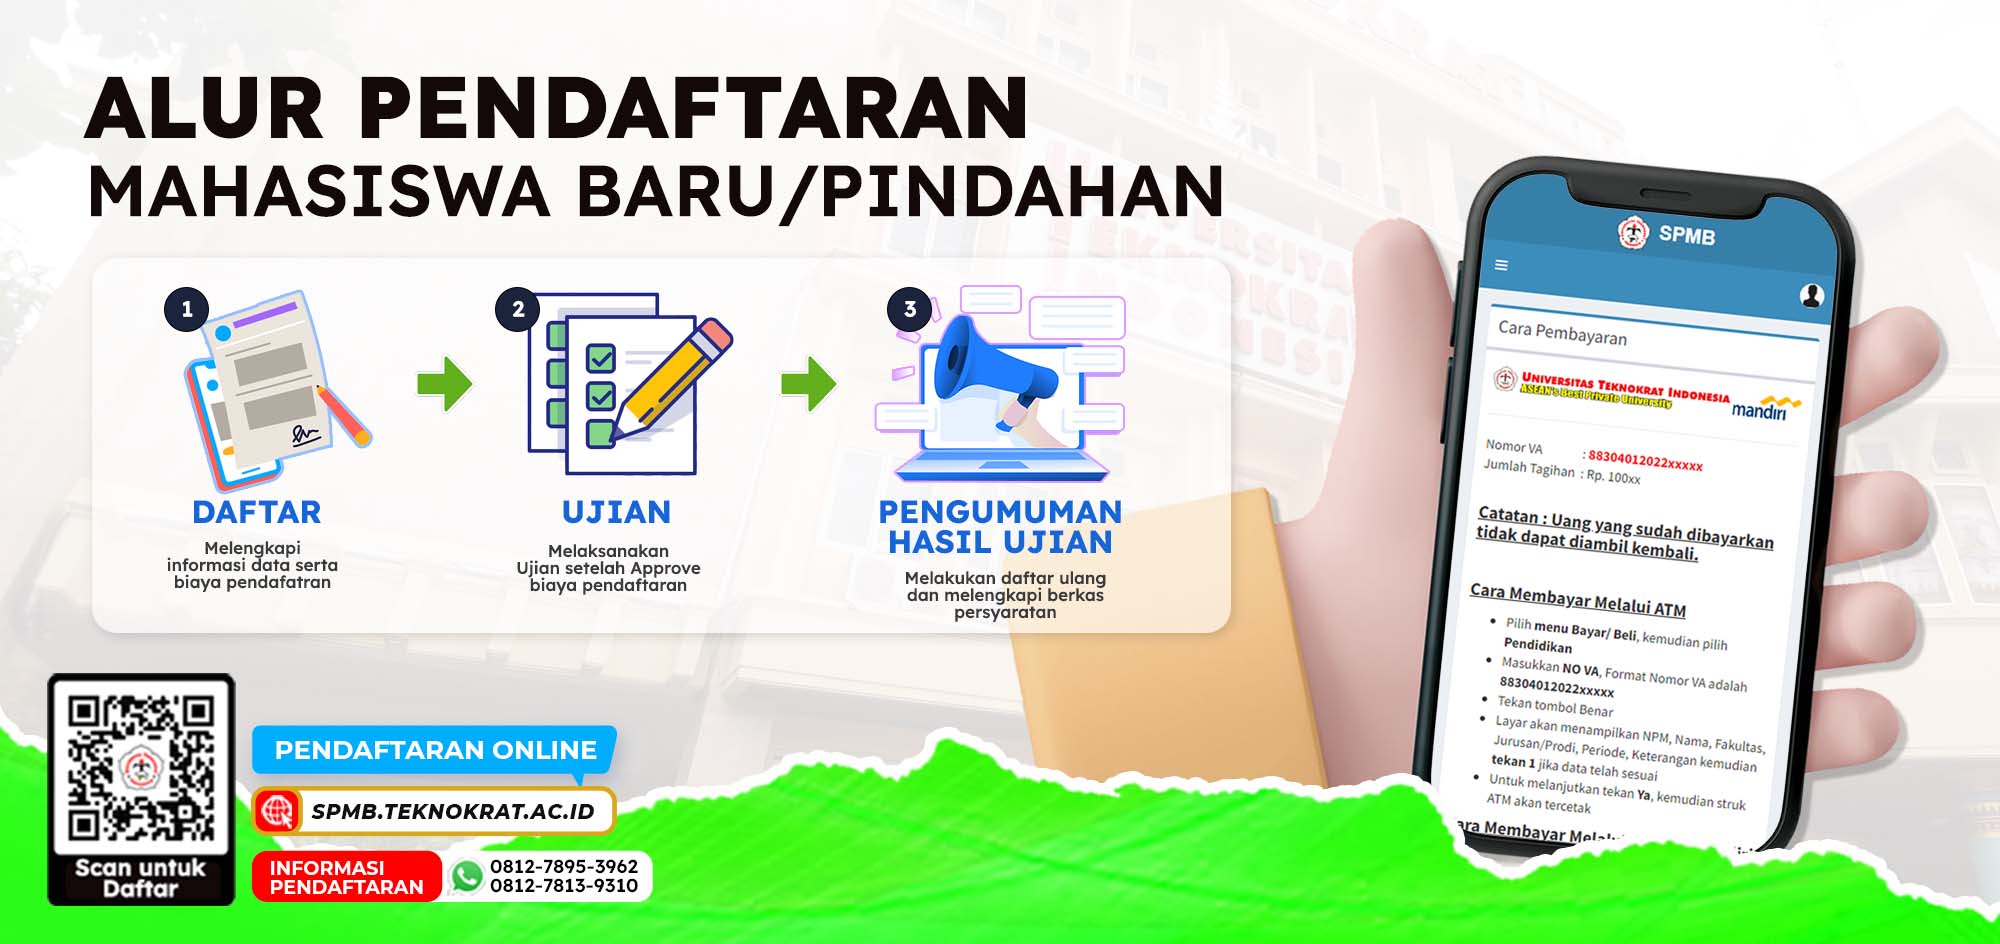 ALUR PENDAFTARAN
MAHASISWA BARU/PINDAHAN
1
DAFTAR
Melengkapi
informasi data serta
biaya pendafatran
2
UJIAN
Melaksanakan
Ujian setelah Approve
biaya pendaftaran
3
PENGUMUMAN
HASIL UJIAN
Melakukan daftar ulang
dan melengkapi berkas
persyaratan
Scan untuk
Daftar
PENDAFTARAN ONLINE
SPMB.TEKNOKRAT.AC.ID
INFORMASI
PENDAFTARAN
0812-7895-3962
0812-7813-9310
SPMB
Cara Pembayaran
UNIVERSITAS TEKNOKRAT INDONESIA
ASEAN's Best Private University
mandiri
Nomor VA : 88304012022xxxxx
Jumlah Tagihan : Rp. 100xx
Catatan : Uang yang sudah dibayarkan
tidak dapat diambil kembali.
Cara Membayar Melalui ATM
• Pilih menu Bayar/ Beli, kemudian pilih
Pendidikan
• Masukkan NO VA, Format Nomor VA adalah
88304012022xxxxx
• Tekan tombol Benar
• Layar akan menampilkan NPM, Nama, Fakultas,
Jurusan/Prodi, Periode, Keterangan kemudian
tekan 1 jika data telah sesuai
• Untuk melanjutkan tekan Ya, kemudian struk
ATM akan tercetak
Membayar